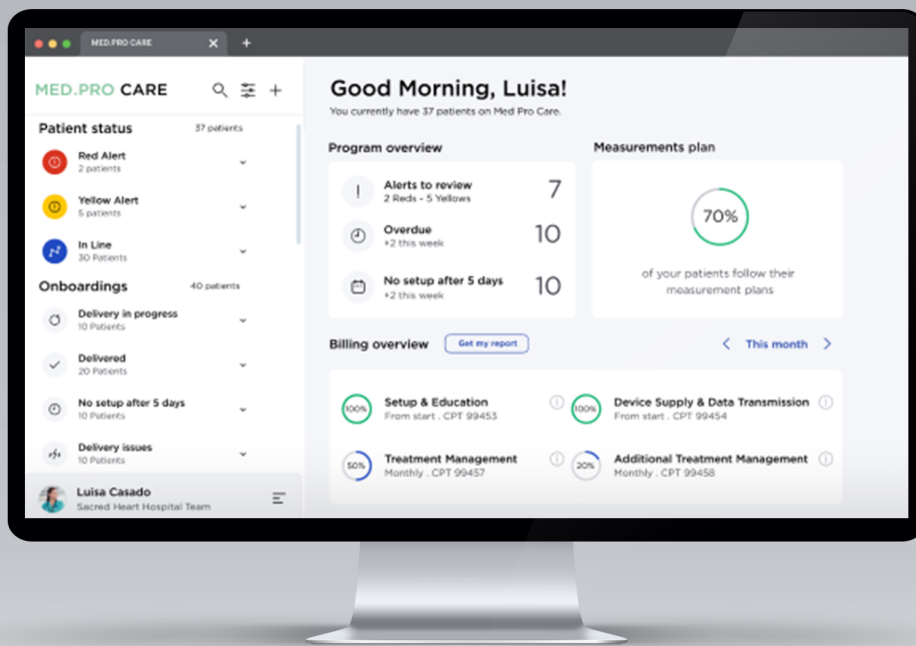 MED.PRO CARE
MED.PRO CARE
Patient status
37 patients
Red Alert
2 patients
Yellow Alert
5 patients
In Line
30 Patients
Onboardings
40 patients
Delivery in progress
10 Patients
Delivered
20 Patients
No setup after 5 days
10 Patients
Delivery issues
10 Patients
Luisa Casado
Sacred Heart Hospital Team
Good Morning, Luisa!
You currently have 37 patients on Med Pro Care.
Program overview
Alerts to review
2 Reds - 5 Yellows
7
Overdue
+2 this week
10
No setup after 5 days
+2 this week
10
Measurements plan
70%
of your patients follow their
measurement plans
Billing overview
Get my report
This month
100%
Setup & Education
From start . CPT 99453
100%
Device Supply & Data Transmission
From start . CPT 99454
50%
Treatment Management
Monthly . CPT 99457
20%
Additional Treatment Management
Monthly . CPT 99458